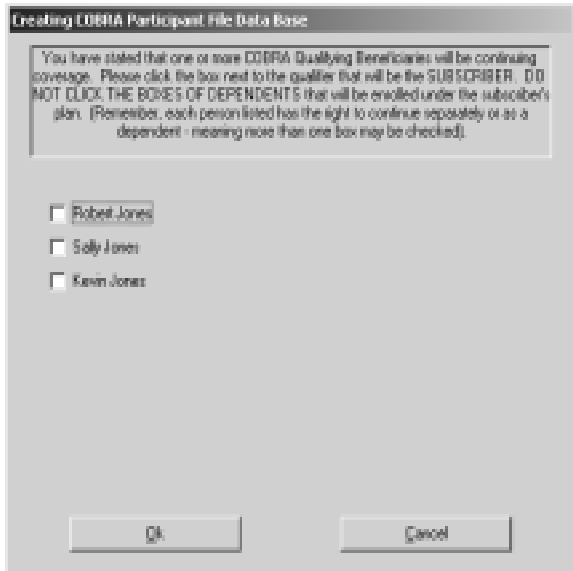 Creating COBRA Participant File Data Base
You have stated that one or more COBRA Qualifying Beneficiaries will be continuing
coverage. Please click the box next to the qualifier that will be the SUBSCRIBER. DO
NOT CLICK THE BOXES OF DEPENDENTS that will be enrolled under the subscriber's
plan. (Remember, each person listed has the right to continue separately or as a
dependent - meaning more than one box may be checked).
Robert Jones
Sally Jones
Kevin Jones
Ok
Cancel